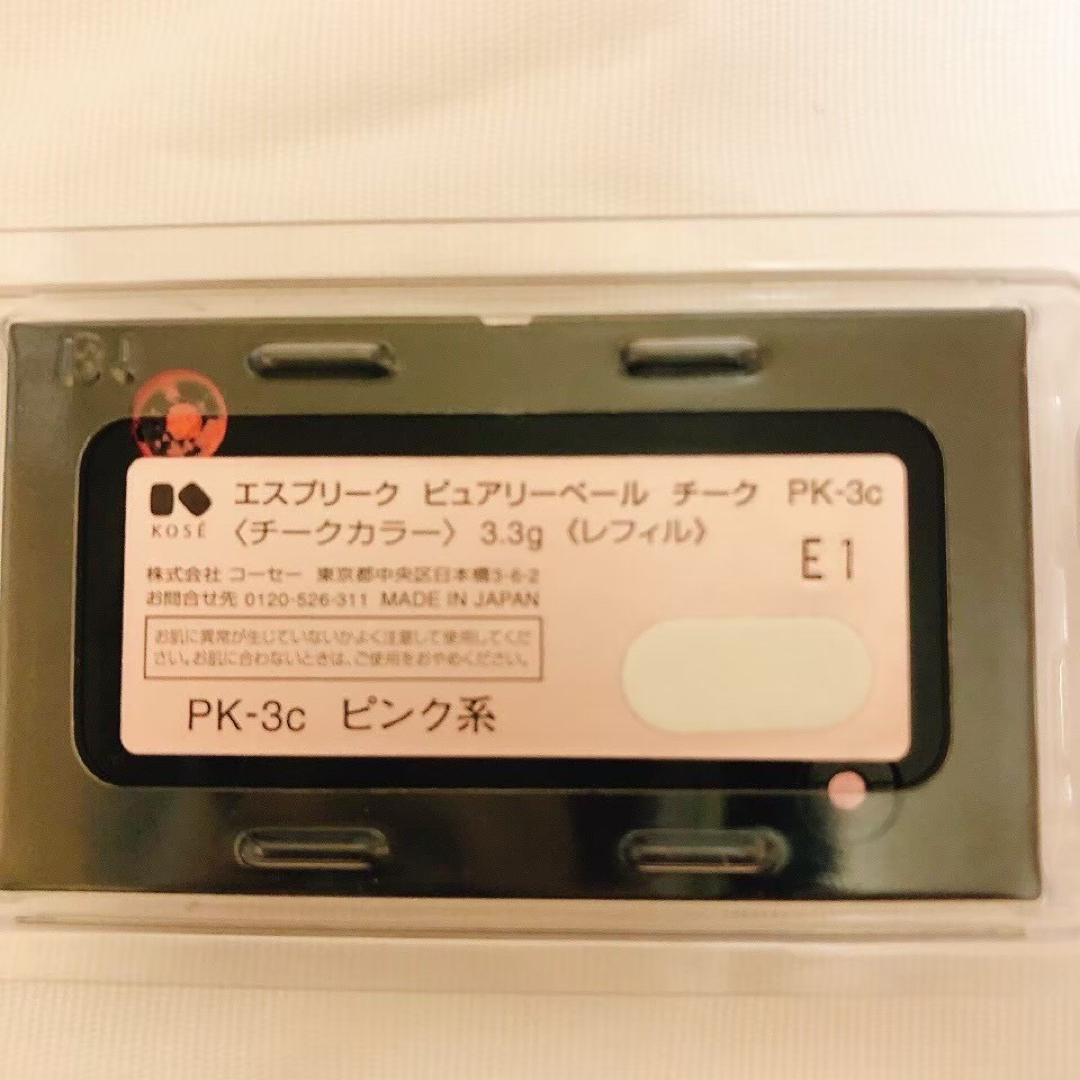 エスプリーク ピュアリーベール チーク PK-3c
KOSÉ
〈チークカラー〉 3.3g 〈レフィル〉
E1
株式会社 コーセー 東京都中央区日本橋3-6-2
お問合せ先 0120-526-311 MADE IN JAPAN
お肌に異常が生じていないかよく注意して使用してくだ
さい。お肌に合わないときは、ご使用をおやめください。
PK-3c ピンク系